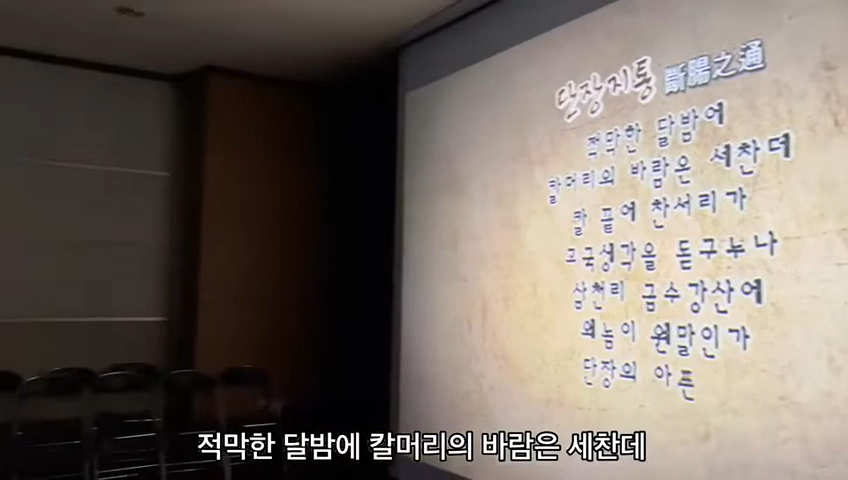 단장지통 斷腸之通
적막한 달밤에
칼머리의 바람은 세찬데
칼 끝에 찬서리가
고국생각을 돋구누나
삼천리 금수강산에
왜놈이 웬말인가
단장의 아픈
적막한 달밤에 칼머리의 바람은 세찬데